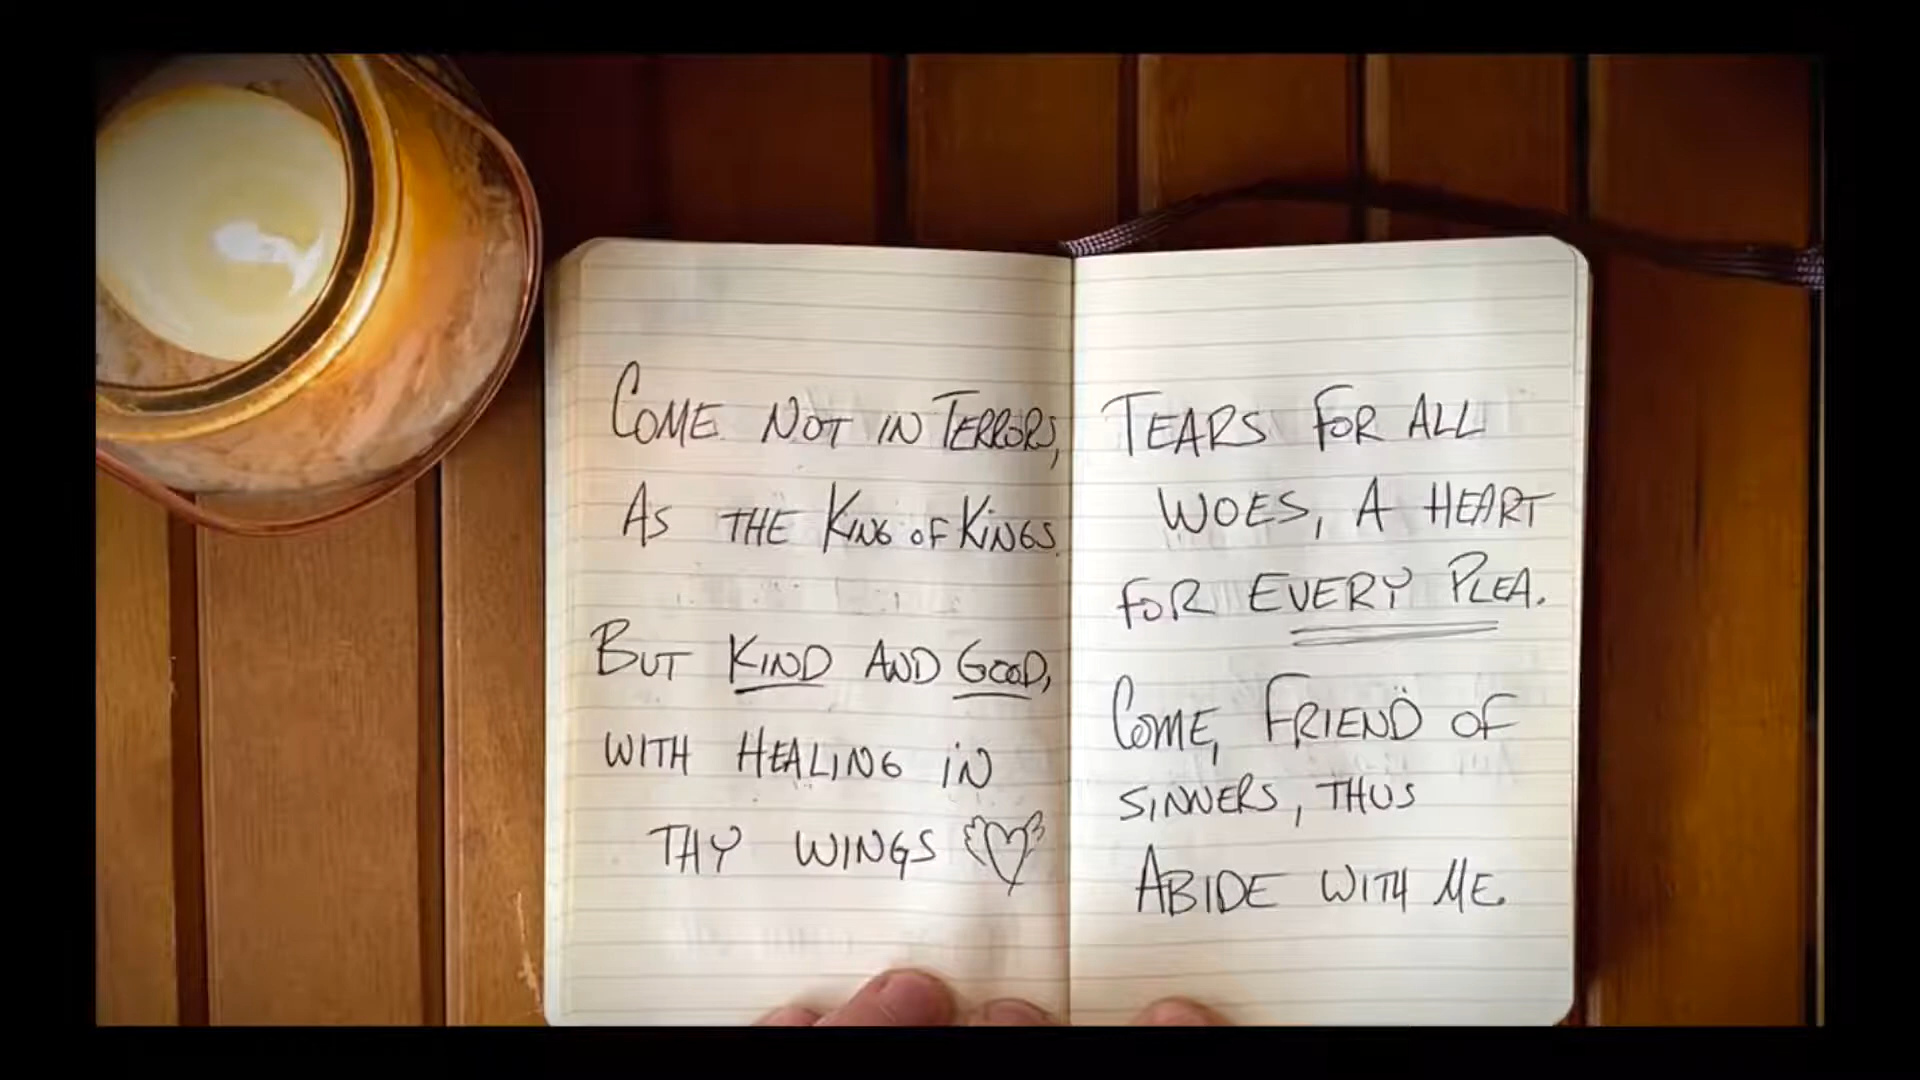 COME NOT IN TERRORS,
AS THE KING OF KINGS.
BUT KIND AND GOOD,
WITH HEALING IN
THY WINGS
TEARS FOR ALL
WOES, A HEART
FOR EVERY PLEA.
COME, FRIEND OF
SINNERS, THUS
ABIDE WITH ME.